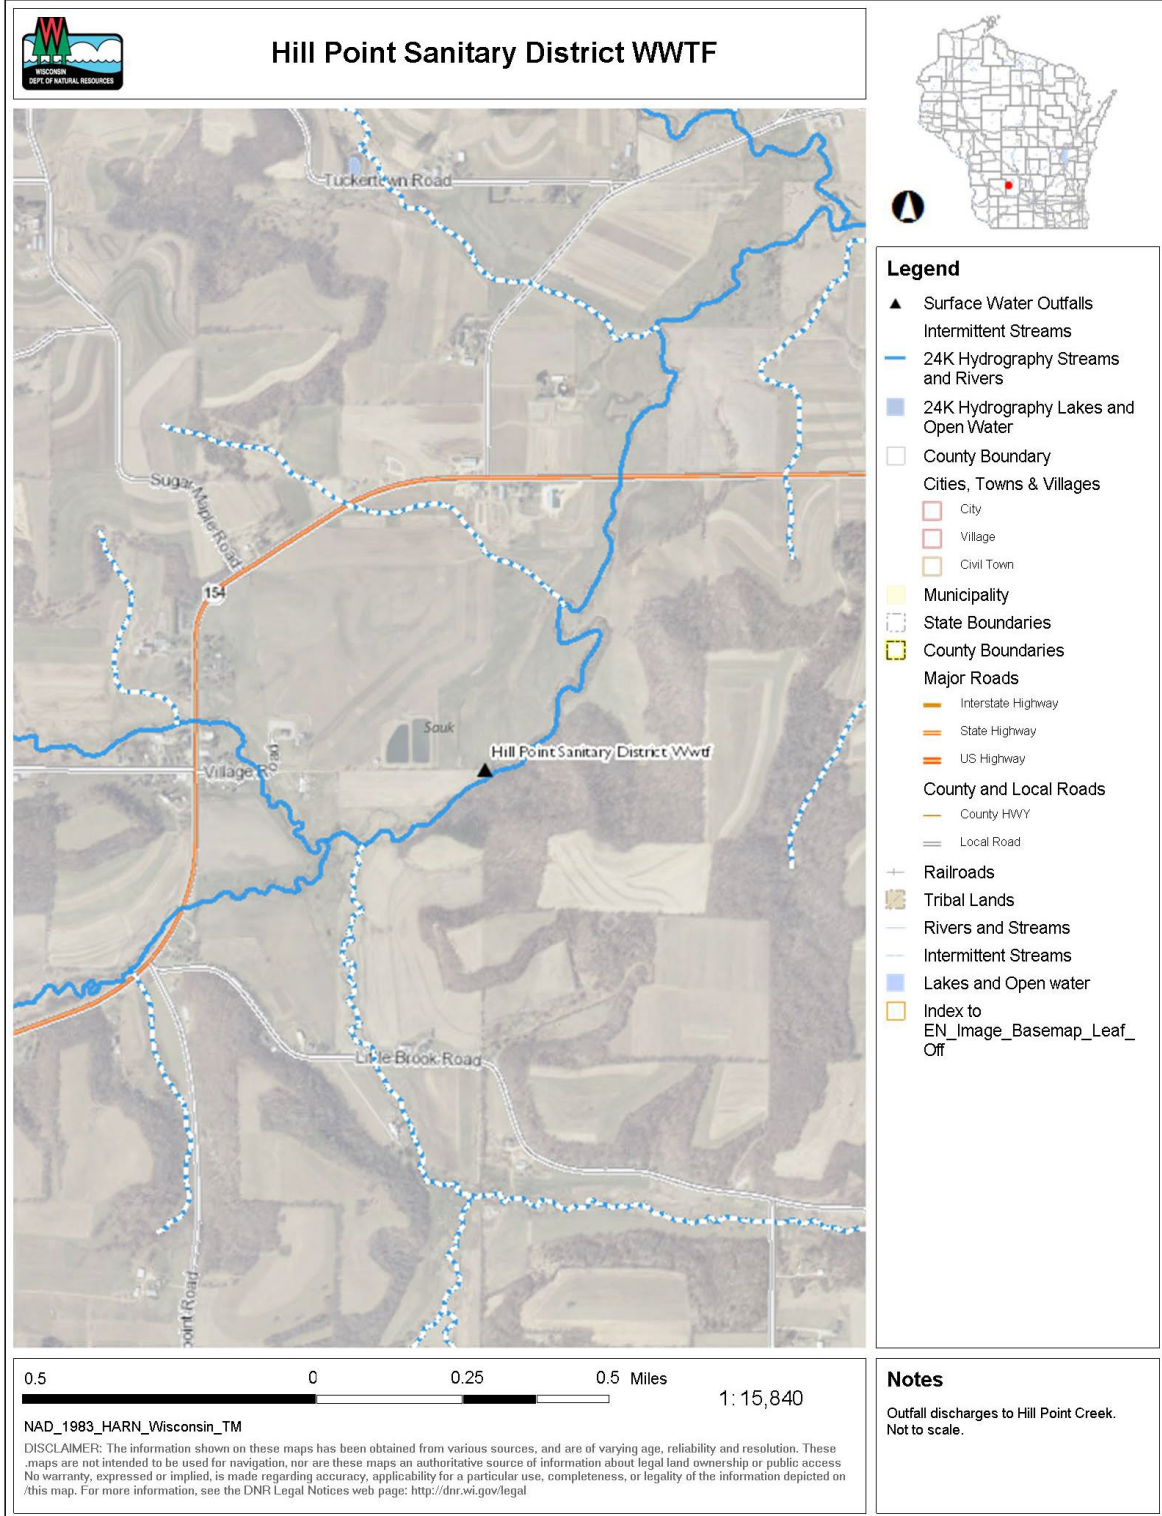 WISCONSIN
DEPT. OF NATURAL RESOURCES
Hill Point Sanitary District WWTF
Tuckertown Road
Sugar Maple Road
154
Sauk
Hill Point Sanitary District Wwtf
Village Road
Little Brook Road
oint Road
Legend
Surface Water Outfalls
Intermittent Streams
24K Hydrography Streams
and Rivers
24K Hydrography Lakes and
Open Water
County Boundary
Cities, Towns & Villages
City
Village
Civil Town
Municipality
State Boundaries
County Boundaries
Major Roads
Interstate Highway
State Highway
US Highway
County and Local Roads
County HWY
Local Road
Railroads
Tribal Lands
Rivers and Streams
Intermittent Streams
Lakes and Open water
Index to
EN_Image_Basemap_Leaf_
Off
0.5 0 0.25 0.5 Miles
1: 15,840
NAD_1983_HARN_Wisconsin_TM
DISCLAIMER: The information shown on these maps has been obtained from various sources, and are of varying age, reliability and resolution. These
.maps are not intended to be used for navigation, nor are these maps an authoritative source of information about legal land ownership or public access
No warranty, expressed or implied, is made regarding accuracy, applicability for a particular use, completeness, or legality of the information depicted on
/this map. For more information, see the DNR Legal Notices web page: http://dnr.wi.gov/legal
Notes
Outfall discharges to Hill Point Creek.
Not to scale.